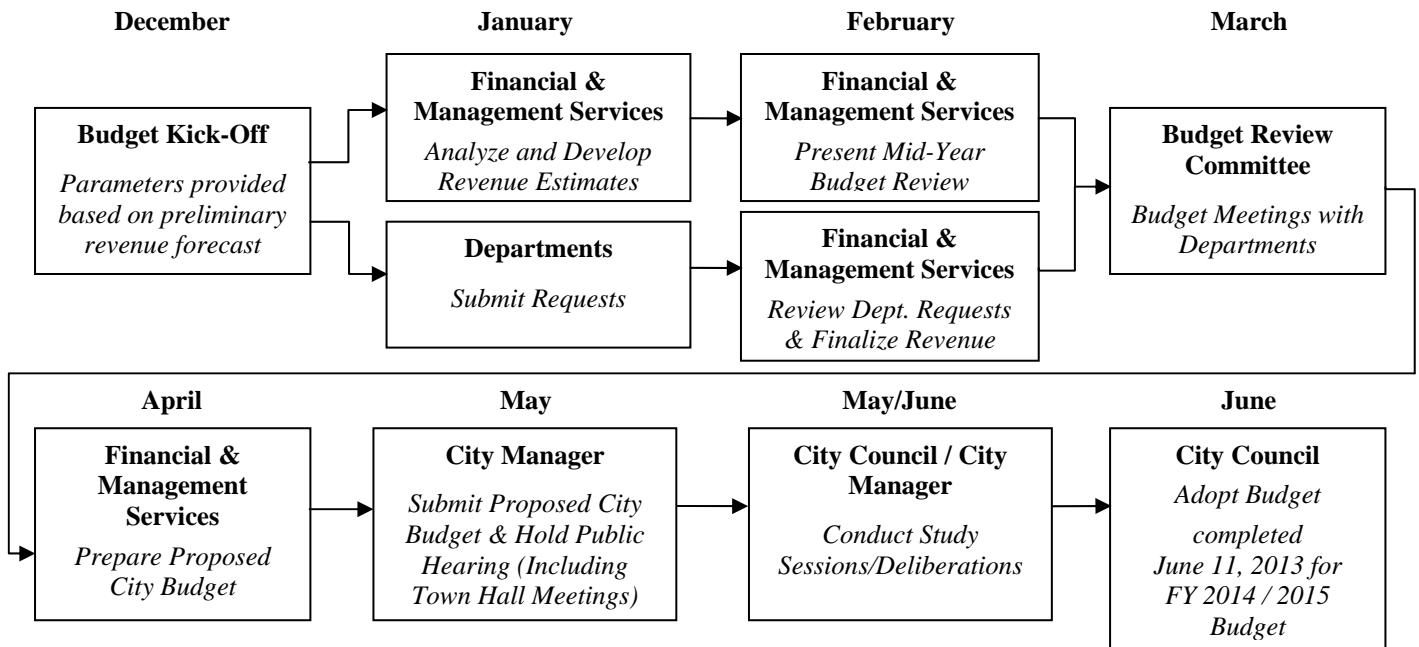 December
January
February
March
Budget Kick-Off
Parameters provided
based on preliminary
revenue forecast
Financial &
Management Services
Analyze and Develop
Revenue Estimates
Departments
Submit Requests
Financial &
Management Services
Present Mid-Year
Budget Review
Financial &
Management Services
Review Dept. Requests
& Finalize Revenue
Budget Review
Committee
Budget Meetings with
Departments
April
May
May/June
June
Financial &
Management
Services
Prepare Proposed
City Budget
City Manager
Submit Proposed City
Budget & Hold Public
Hearing (Including
Town Hall Meetings)
City Council / City
Manager
Conduct Study
Sessions/Deliberations
City Council
Adopt Budget
completed
June 11, 2013 for
FY 2014 / 2015
Budget